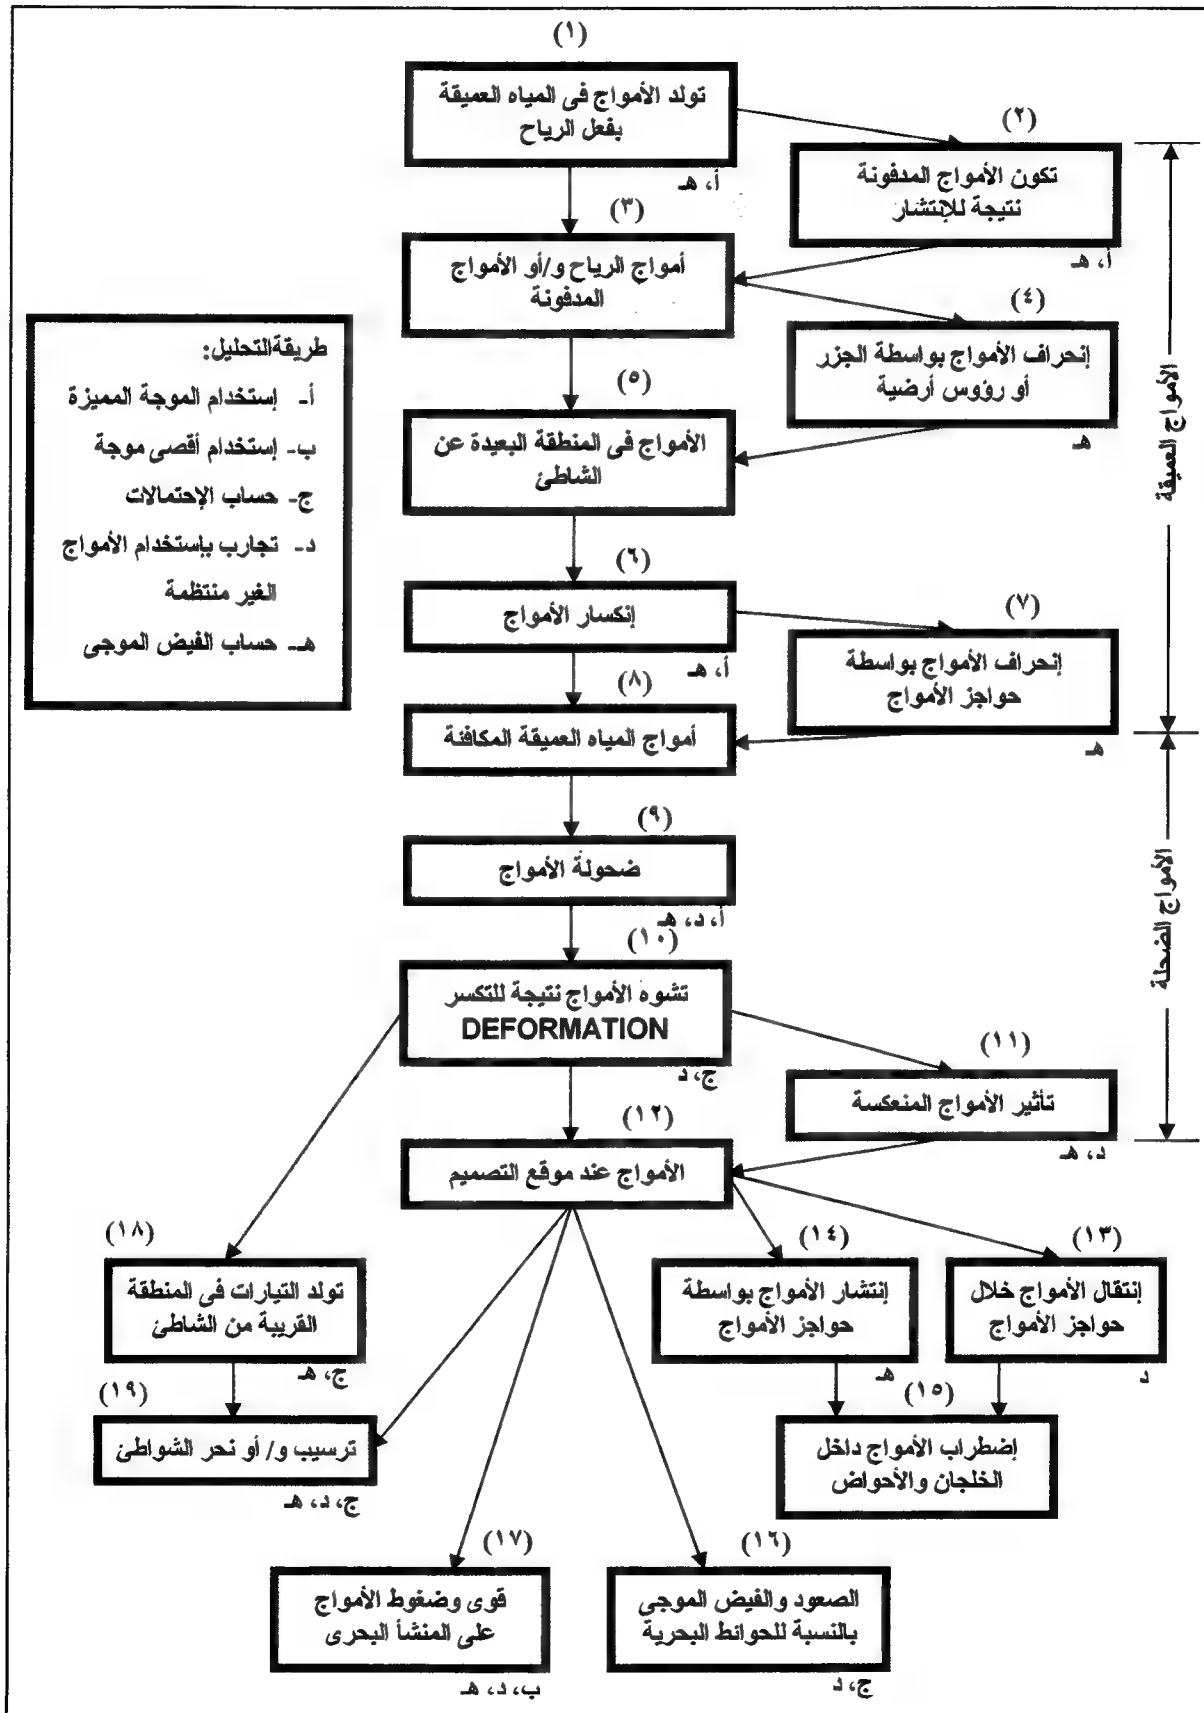 (١)
تولد الأمواج فى المياه العميقة
بفعل الرياح
أ، هـ
(٢)
تكون الأمواج المدفونة
نتيجة للإنتشار
أ، هـ
(٣)
أمواج الرياح و/أو الأمواج
المدفونة
(٤)
إنحراف الأمواج بواسطة الجزر
أو رؤوس أرضية
هـ
(٥)
الأمواج فى المنطقة البعيدة عن
الشاطئ
(٦)
إنكسار الأمواج
أ، هـ
(٧)
إنحراف الأمواج بواسطة
حواجز الأمواج
هـ
(٨)
أمواج المياه العميقة المكافئة
(٩)
ضحولة الأمواج
أ، د، هـ
(١٠)
تشوه الأمواج نتيجة للتكسر
DEFORMATION
ج، د
(١١)
تأثير الأمواج المنعكسة
د، هـ
(١٢)
الأمواج عند موقع التصميم
(١٣)
إنتقال الأمواج خلال
حواجز الأمواج
د
(١٤)
إنتشار الأمواج بواسطة
حواجز الأمواج
هـ
(١٥)
إضطراب الأمواج داخل
الخلجان والأحواض
(١٦)
الصعود والفيض الموجى
بالنسبة للحوائط البحرية
ج، د
(١٧)
قوى وضغوط الأمواج
على المنشأ البحرى
ب، د، هـ
(١٨)
تولد التيارات فى المنطقة
القريبة من الشاطئ
ج، هـ
(١٩)
ترسيب و/ أو نحر الشواطئ
ج، د، هـ
الأمواج العميقة
الأمواج الضحلة
طريقةالتحليل:
أ- إستخدام الموجة المميزة
ب- إستخدام أقصى موجة
ج- حساب الإحتمالات
د- تجارب بإستخدام الأمواج
الغير منتظمة
هـ- حساب الفيض الموجى